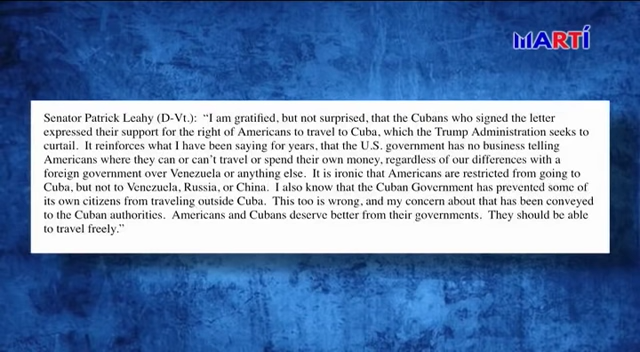 MARTÍ
Senator Patrick Leahy (D-Vt.):  “I am gratified, but not surprised, that the Cubans who signed the letter
expressed their support for the right of Americans to travel to Cuba, which the Trump Administration seeks to
curtail.  It reinforces what I have been saying for years, that the U.S. government has no business telling
Americans where they can or can’t travel or spend their own money, regardless of our differences with a
foreign government over Venezuela or anything else.  It is ironic that Americans are restricted from going to
Cuba, but not to Venezuela, Russia, or China.  I also know that the Cuban Government has prevented some of
its own citizens from traveling outside Cuba.  This too is wrong, and my concern about that has been conveyed
to the Cuban authorities.  Americans and Cubans deserve better from their governments.  They should be able
to travel freely.”